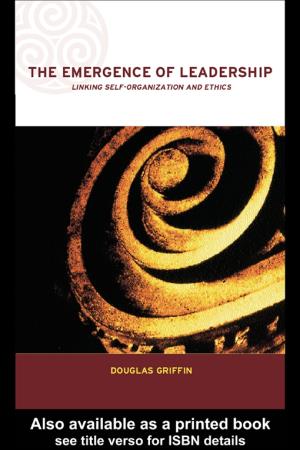 THE EMERGENCE OF LEADERSHIP
LINKING SELF-ORGANIZATION AND ETHICS
DOUGLAS GRIFFIN
Also available as a printed book
see title verso for ISBN details